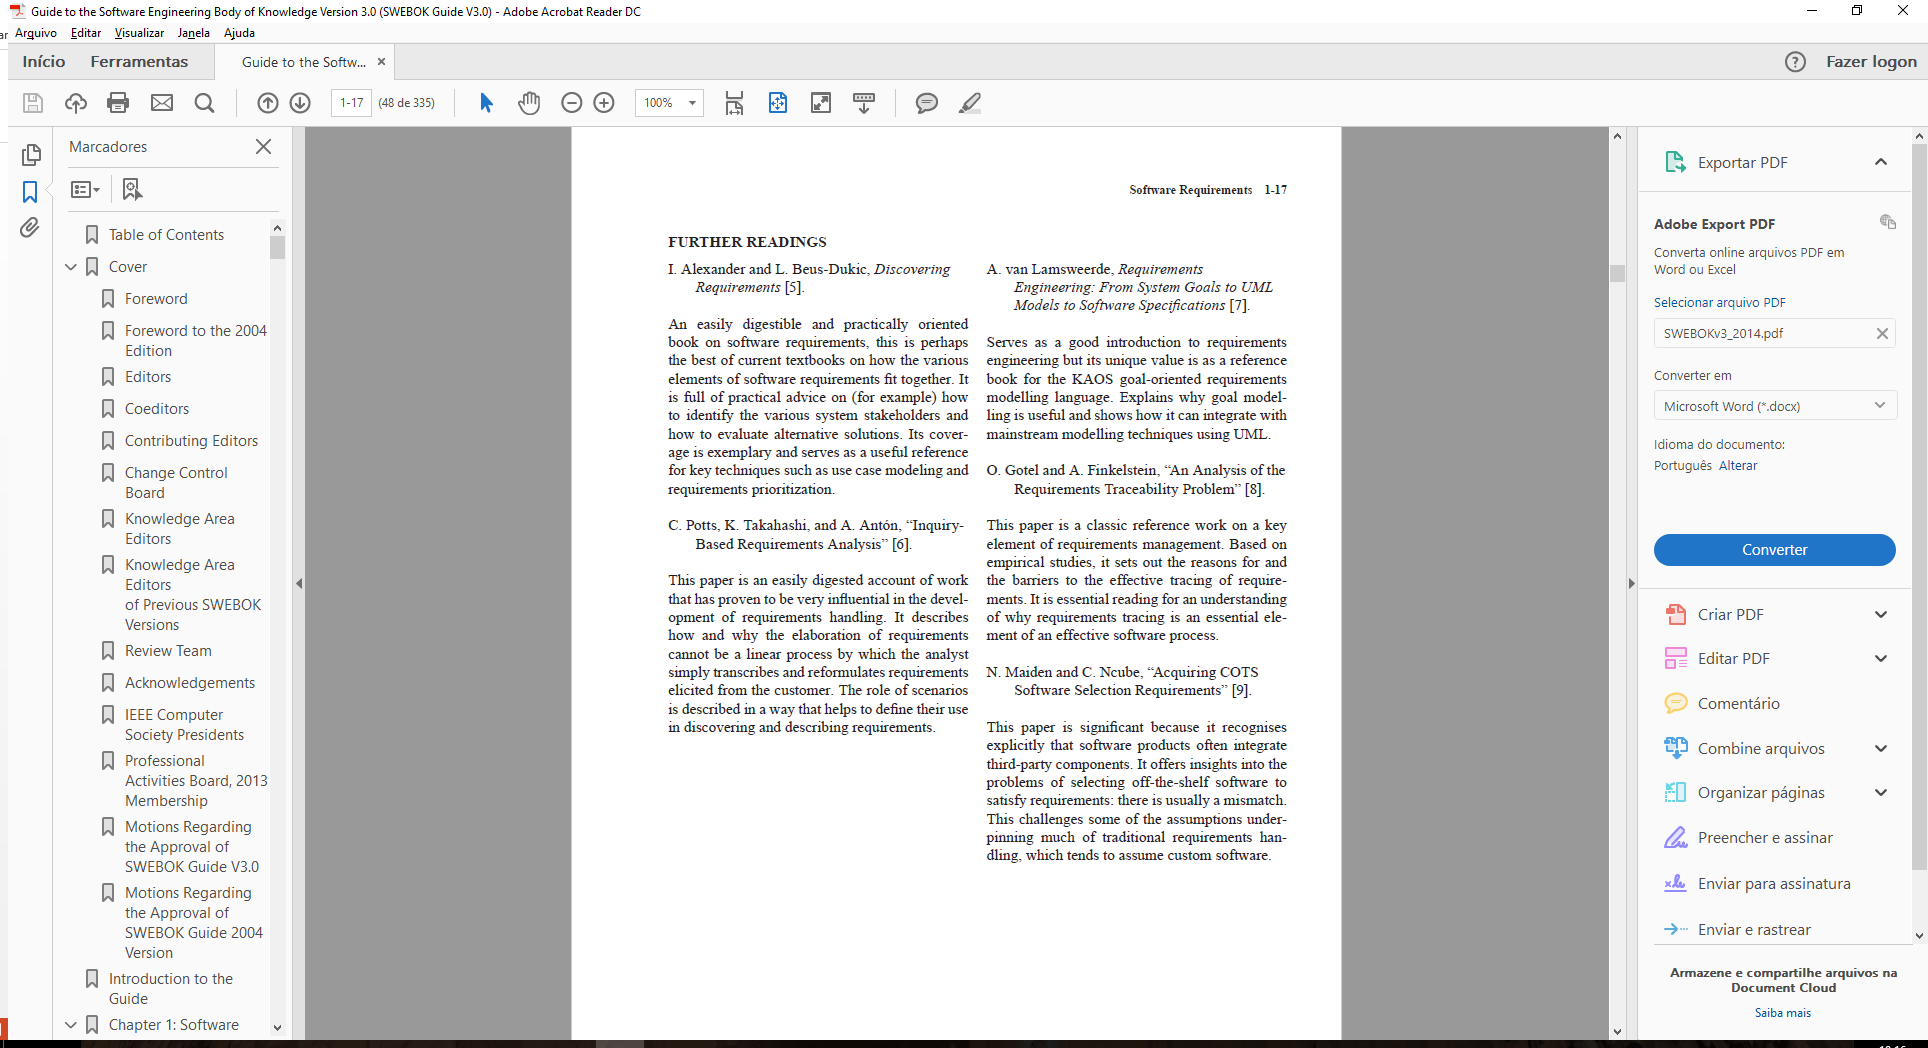 Guide to the Software Engineering Body of Knowledge Version 3.0 (SWEBOK Guide V3.0) - Adobe Acrobat Reader DC
Arquivo Editar Visualizar Janela Ajuda
Início Ferramentas Guide to the Softw... Fazer logon
1-17 (48 de 335) 100%
Marcadores
Table of Contents
Cover
Foreword
Foreword to the 2004
Edition
Editors
Coeditors
Contributing Editors
Change Control
Board
Knowledge Area
Editors
Knowledge Area
Editors
of Previous SWEBOK
Versions
Review Team
Acknowledgements
IEEE Computer
Society Presidents
Professional
Activities Board, 2013
Membership
Motions Regarding
the Approval of
SWEBOK Guide V3.0
Motions Regarding
the Approval of
SWEBOK Guide 2004
Version
Introduction to the
Guide
Chapter 1: Software
Software Requirements 1-17
FURTHER READINGS
I. Alexander and L. Beus-Dukic, Discovering
Requirements [5].
An easily digestible and practically oriented
book on software requirements, this is perhaps
the best of current textbooks on how the various
elements of software requirements fit together. It
is full of practical advice on (for example) how
to identify the various system stakeholders and
how to evaluate alternative solutions. Its cover-
age is exemplary and serves as a useful reference
for key techniques such as use case modeling and
requirements prioritization.
C. Potts, K. Takahashi, and A. Antón, “Inquiry-
Based Requirements Analysis” [6].
This paper is an easily digested account of work
that has proven to be very influential in the devel-
opment of requirements handling. It describes
how and why the elaboration of requirements
cannot be a linear process by which the analyst
simply transcribes and reformulates requirements
elicited from the customer. The role of scenarios
is described in a way that helps to define their use
in discovering and describing requirements.
A. van Lamsweerde, Requirements
Engineering: From System Goals to UML
Models to Software Specifications [7].
Serves as a good introduction to requirements
engineering but its unique value is as a reference
book for the KAOS goal-oriented requirements
modelling language. Explains why goal model-
ling is useful and shows how it can integrate with
mainstream modelling techniques using UML.
O. Gotel and A. Finkelstein, “An Analysis of the
Requirements Traceability Problem” [8].
This paper is a classic reference work on a key
element of requirements management. Based on
empirical studies, it sets out the reasons for and
the barriers to the effective tracing of require-
ments. It is essential reading for an understanding
of why requirements tracing is an essential ele-
ment of an effective software process.
N. Maiden and C. Ncube, “Acquiring COTS
Software Selection Requirements” [9].
This paper is significant because it recognises
explicitly that software products often integrate
third-party components. It offers insights into the
problems of selecting off-the-shelf software to
satisfy requirements: there is usually a mismatch.
This challenges some of the assumptions under-
pinning much of traditional requirements han-
dling, which tends to assume custom software.
Exportar PDF
Adobe Export PDF
Converta online arquivos PDF em
Word ou Excel
Selecionar arquivo PDF
SWEBOKv3_2014.pdf
Converter em
Microsoft Word (*.docx)
Idioma do documento:
Português Alterar
Converter
Criar PDF
Editar PDF
Comentário
Combine arquivos
Organizar páginas
Preencher e assinar
Enviar para assinatura
Enviar e rastrear
Armazene e compartilhe arquivos na
Document Cloud
Saiba mais